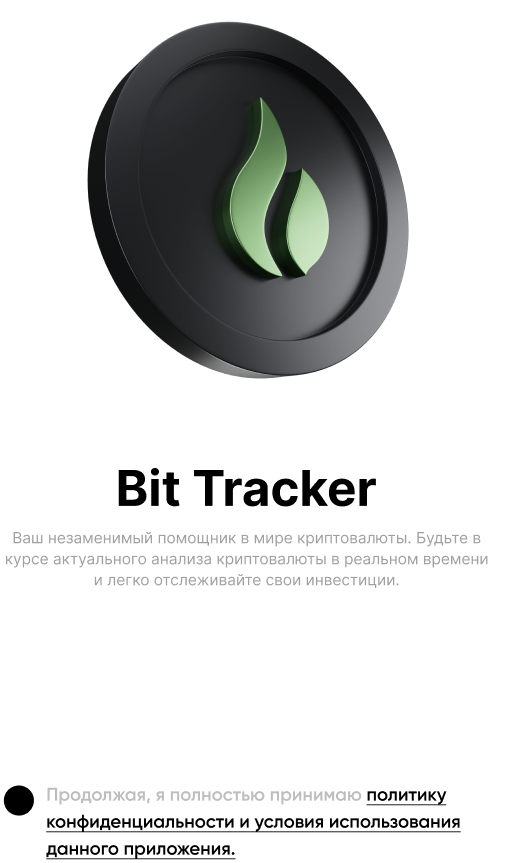 Bit Tracker
Ваш незаменимый помощник в мире криптовалюты. Будьте в
курсе актуального анализа криптовалюты в реальном времени
и легко отслеживайте свои инвестиции.
Продолжая, я полностью принимаю политику
конфиденциальности и условия использования
данного приложения.